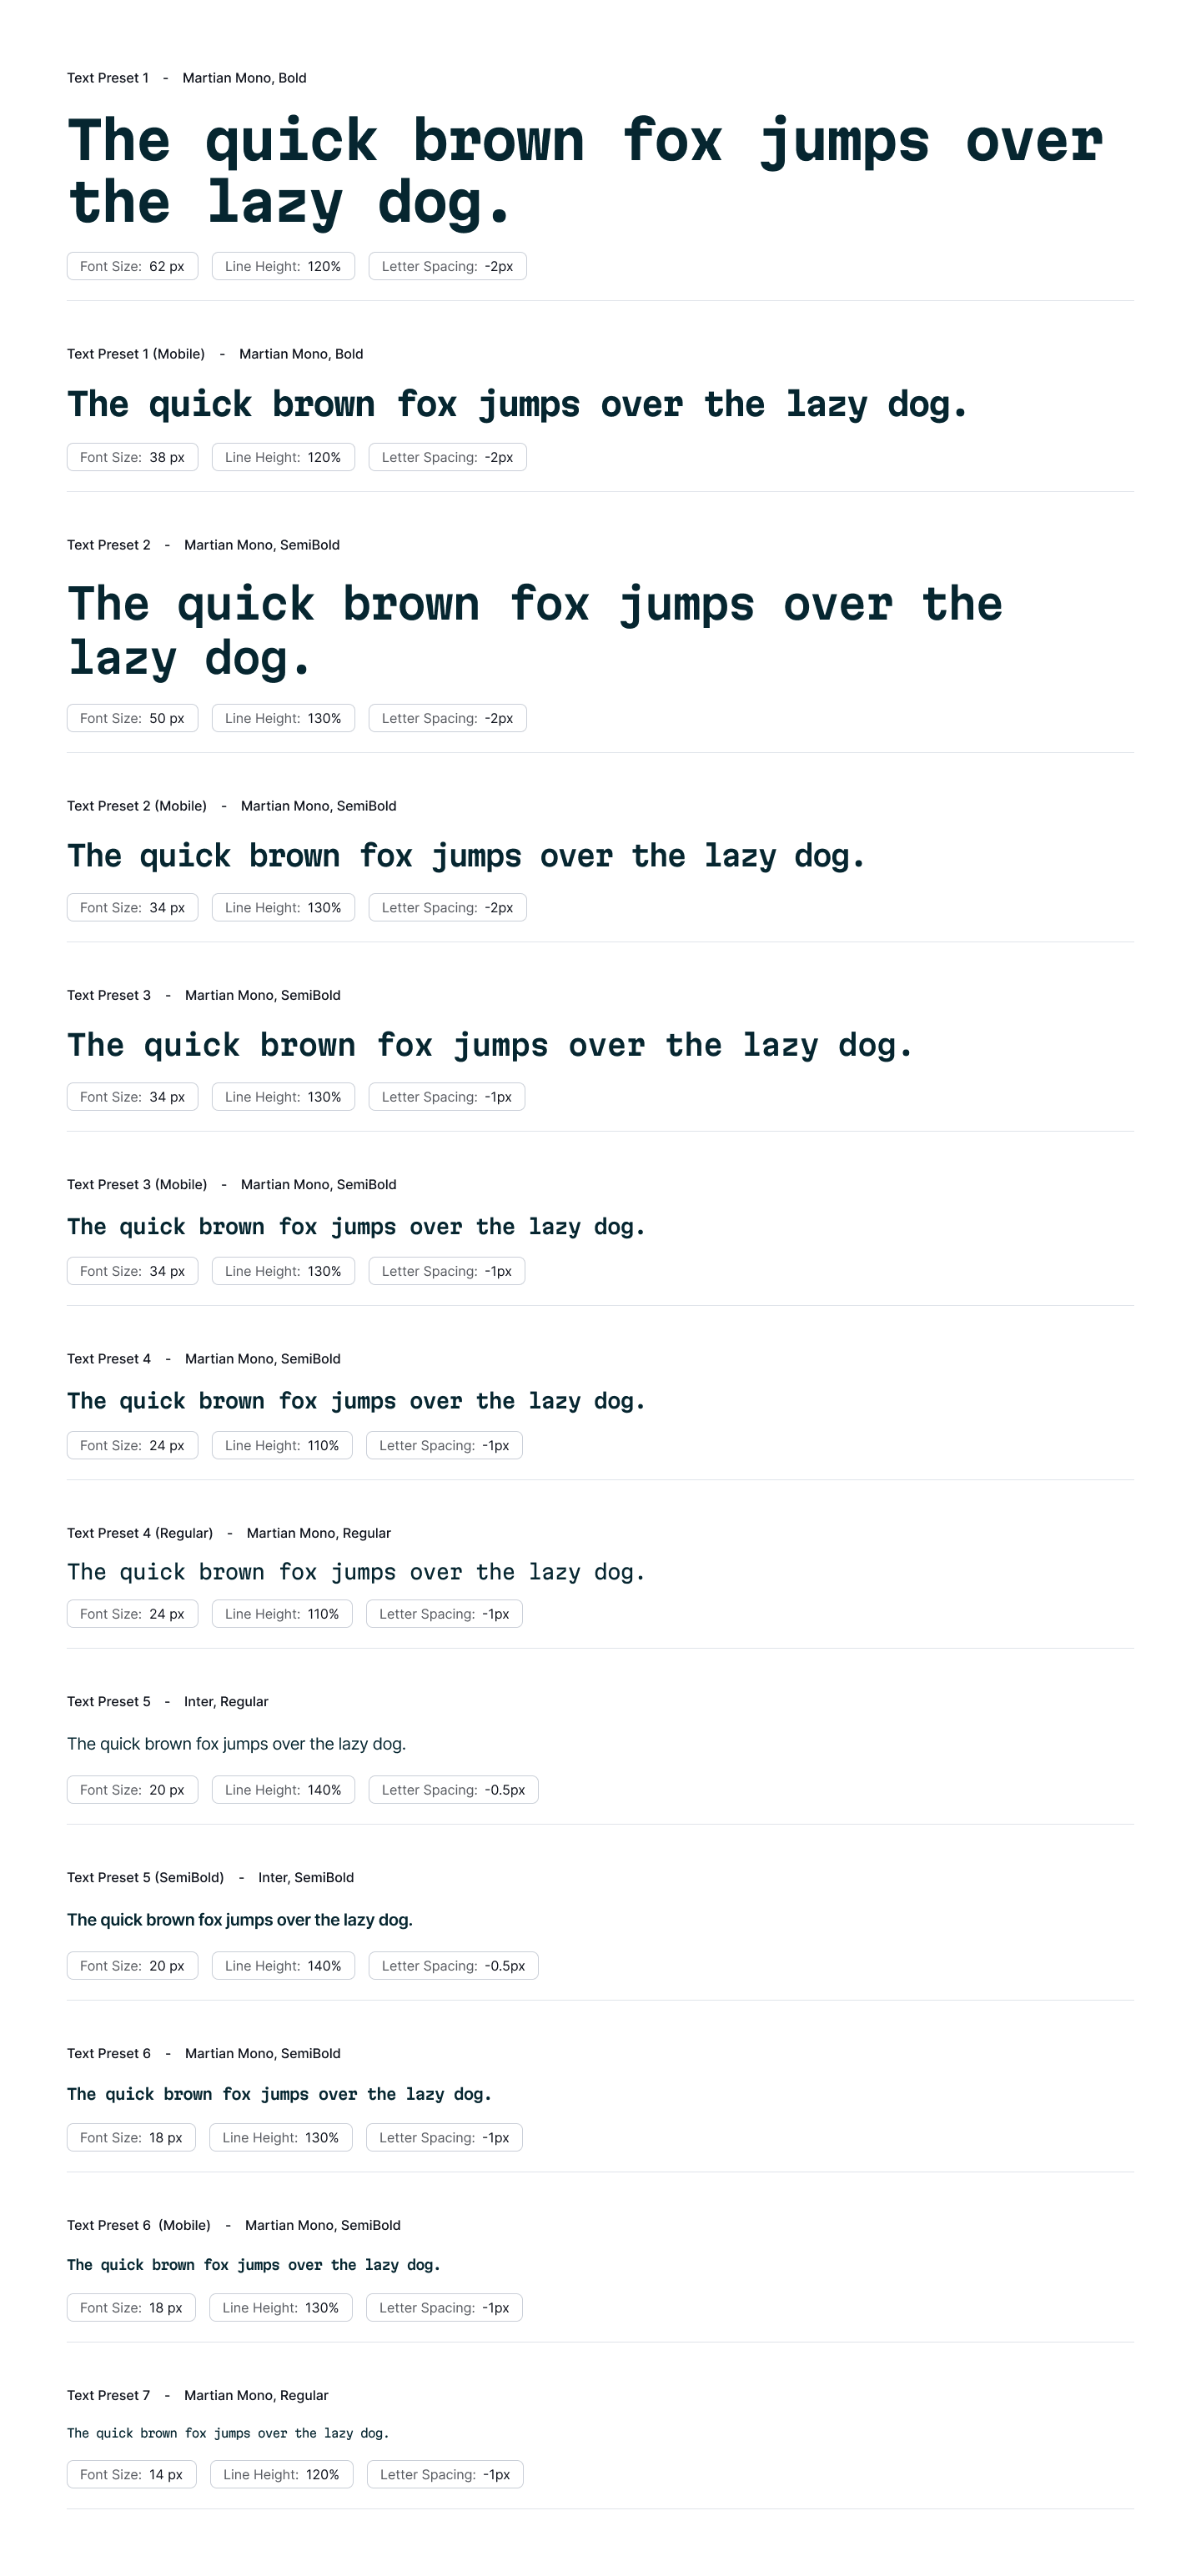 Text Preset 1 - Martian Mono, Bold
The quick brown fox jumps over
the lazy dog.
Font Size: 62 px Line Height: 120% Letter Spacing: -2px
Text Preset 1 (Mobile) - Martian Mono, Bold
The quick brown fox jumps over the lazy dog.
Font Size: 38 px Line Height: 120% Letter Spacing: -2px
Text Preset 2 - Martian Mono, SemiBold
The quick brown fox jumps over the
lazy dog.
Font Size: 50 px Line Height: 130% Letter Spacing: -2px
Text Preset 2 (Mobile) - Martian Mono, SemiBold
The quick brown fox jumps over the lazy dog.
Font Size: 34 px Line Height: 130% Letter Spacing: -2px
Text Preset 3 - Martian Mono, SemiBold
The quick brown fox jumps over the lazy dog.
Font Size: 34 px Line Height: 130% Letter Spacing: -1px
Text Preset 3 (Mobile) - Martian Mono, SemiBold
The quick brown fox jumps over the lazy dog.
Font Size: 34 px Line Height: 130% Letter Spacing: -1px
Text Preset 4 - Martian Mono, SemiBold
The quick brown fox jumps over the lazy dog.
Font Size: 24 px Line Height: 110% Letter Spacing: -1px
Text Preset 4 (Regular) - Martian Mono, Regular
The quick brown fox jumps over the lazy dog.
Font Size: 24 px Line Height: 110% Letter Spacing: -1px
Text Preset 5 - Inter, Regular
The quick brown fox jumps over the lazy dog.
Font Size: 20 px Line Height: 140% Letter Spacing: -0.5px
Text Preset 5 (SemiBold) - Inter, SemiBold
The quick brown fox jumps over the lazy dog.
Font Size: 20 px Line Height: 140% Letter Spacing: -0.5px
Text Preset 6 - Martian Mono, SemiBold
The quick brown fox jumps over the lazy dog.
Font Size: 18 px Line Height: 130% Letter Spacing: -1px
Text Preset 6 (Mobile) - Martian Mono, SemiBold
The quick brown fox jumps over the lazy dog.
Font Size: 18 px Line Height: 130% Letter Spacing: -1px
Text Preset 7 - Martian Mono, Regular
The quick brown fox jumps over the lazy dog.
Font Size: 14 px Line Height: 120% Letter Spacing: -1px